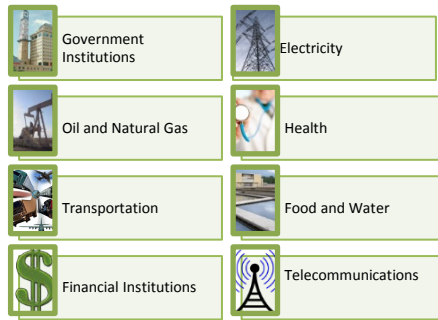 Government
Institutions
Electricity
Oil and Natural Gas
Health
Transportation
Food and Water
Financial Institutions
Telecommunications